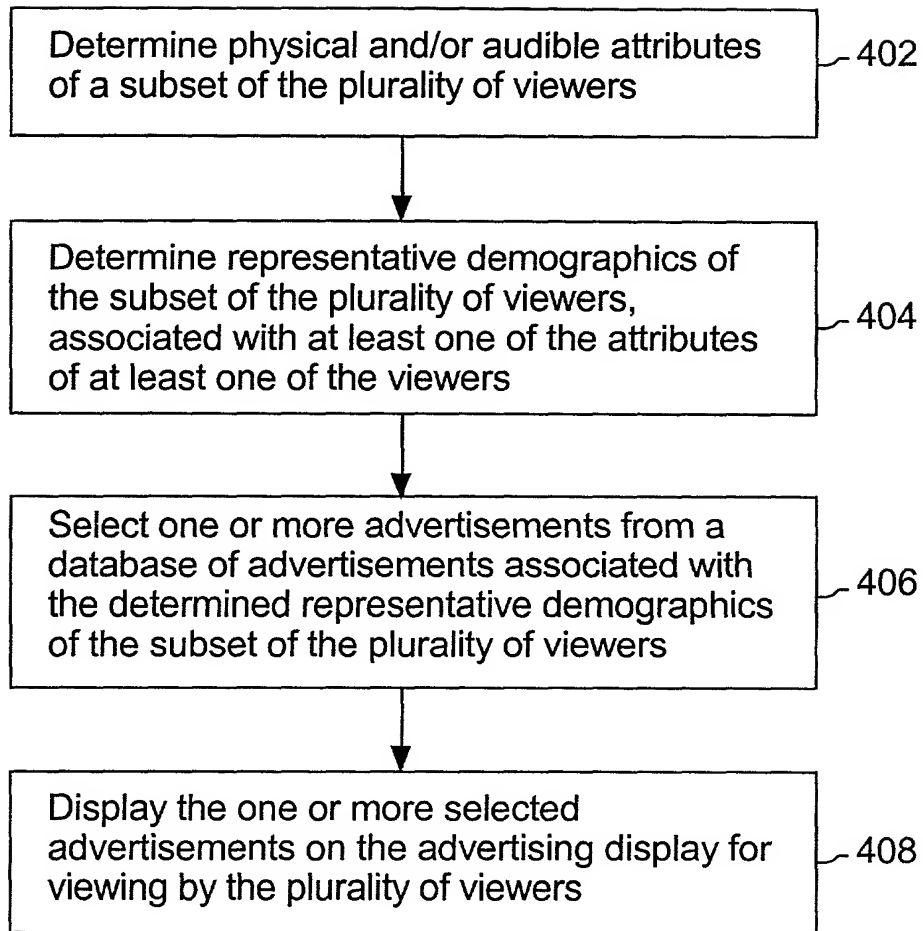 Determine physical and/or audible attributes
of a subset of the plurality of viewers
402
Determine representative demographics of
the subset of the plurality of viewers,
associated with at least one of the attributes
of at least one of the viewers
404
Select one or more advertisements from a
database of advertisements associated with
the determined representative demographics
of the subset of the plurality of viewers
406
Display the one or more selected
advertisements on the advertising display for
viewing by the plurality of viewers
408